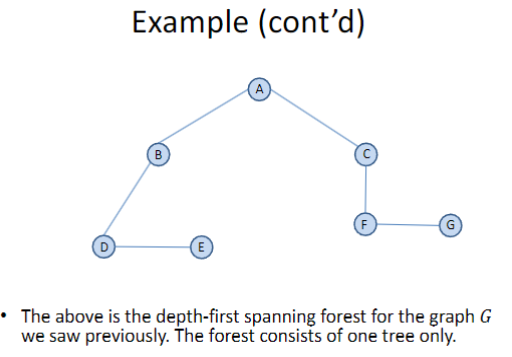 Example (cont’d)
A
B
C
F
G
D
E
• The above is the depth-first spanning forest for the graph G
we saw previously. The forest consists of one tree only.